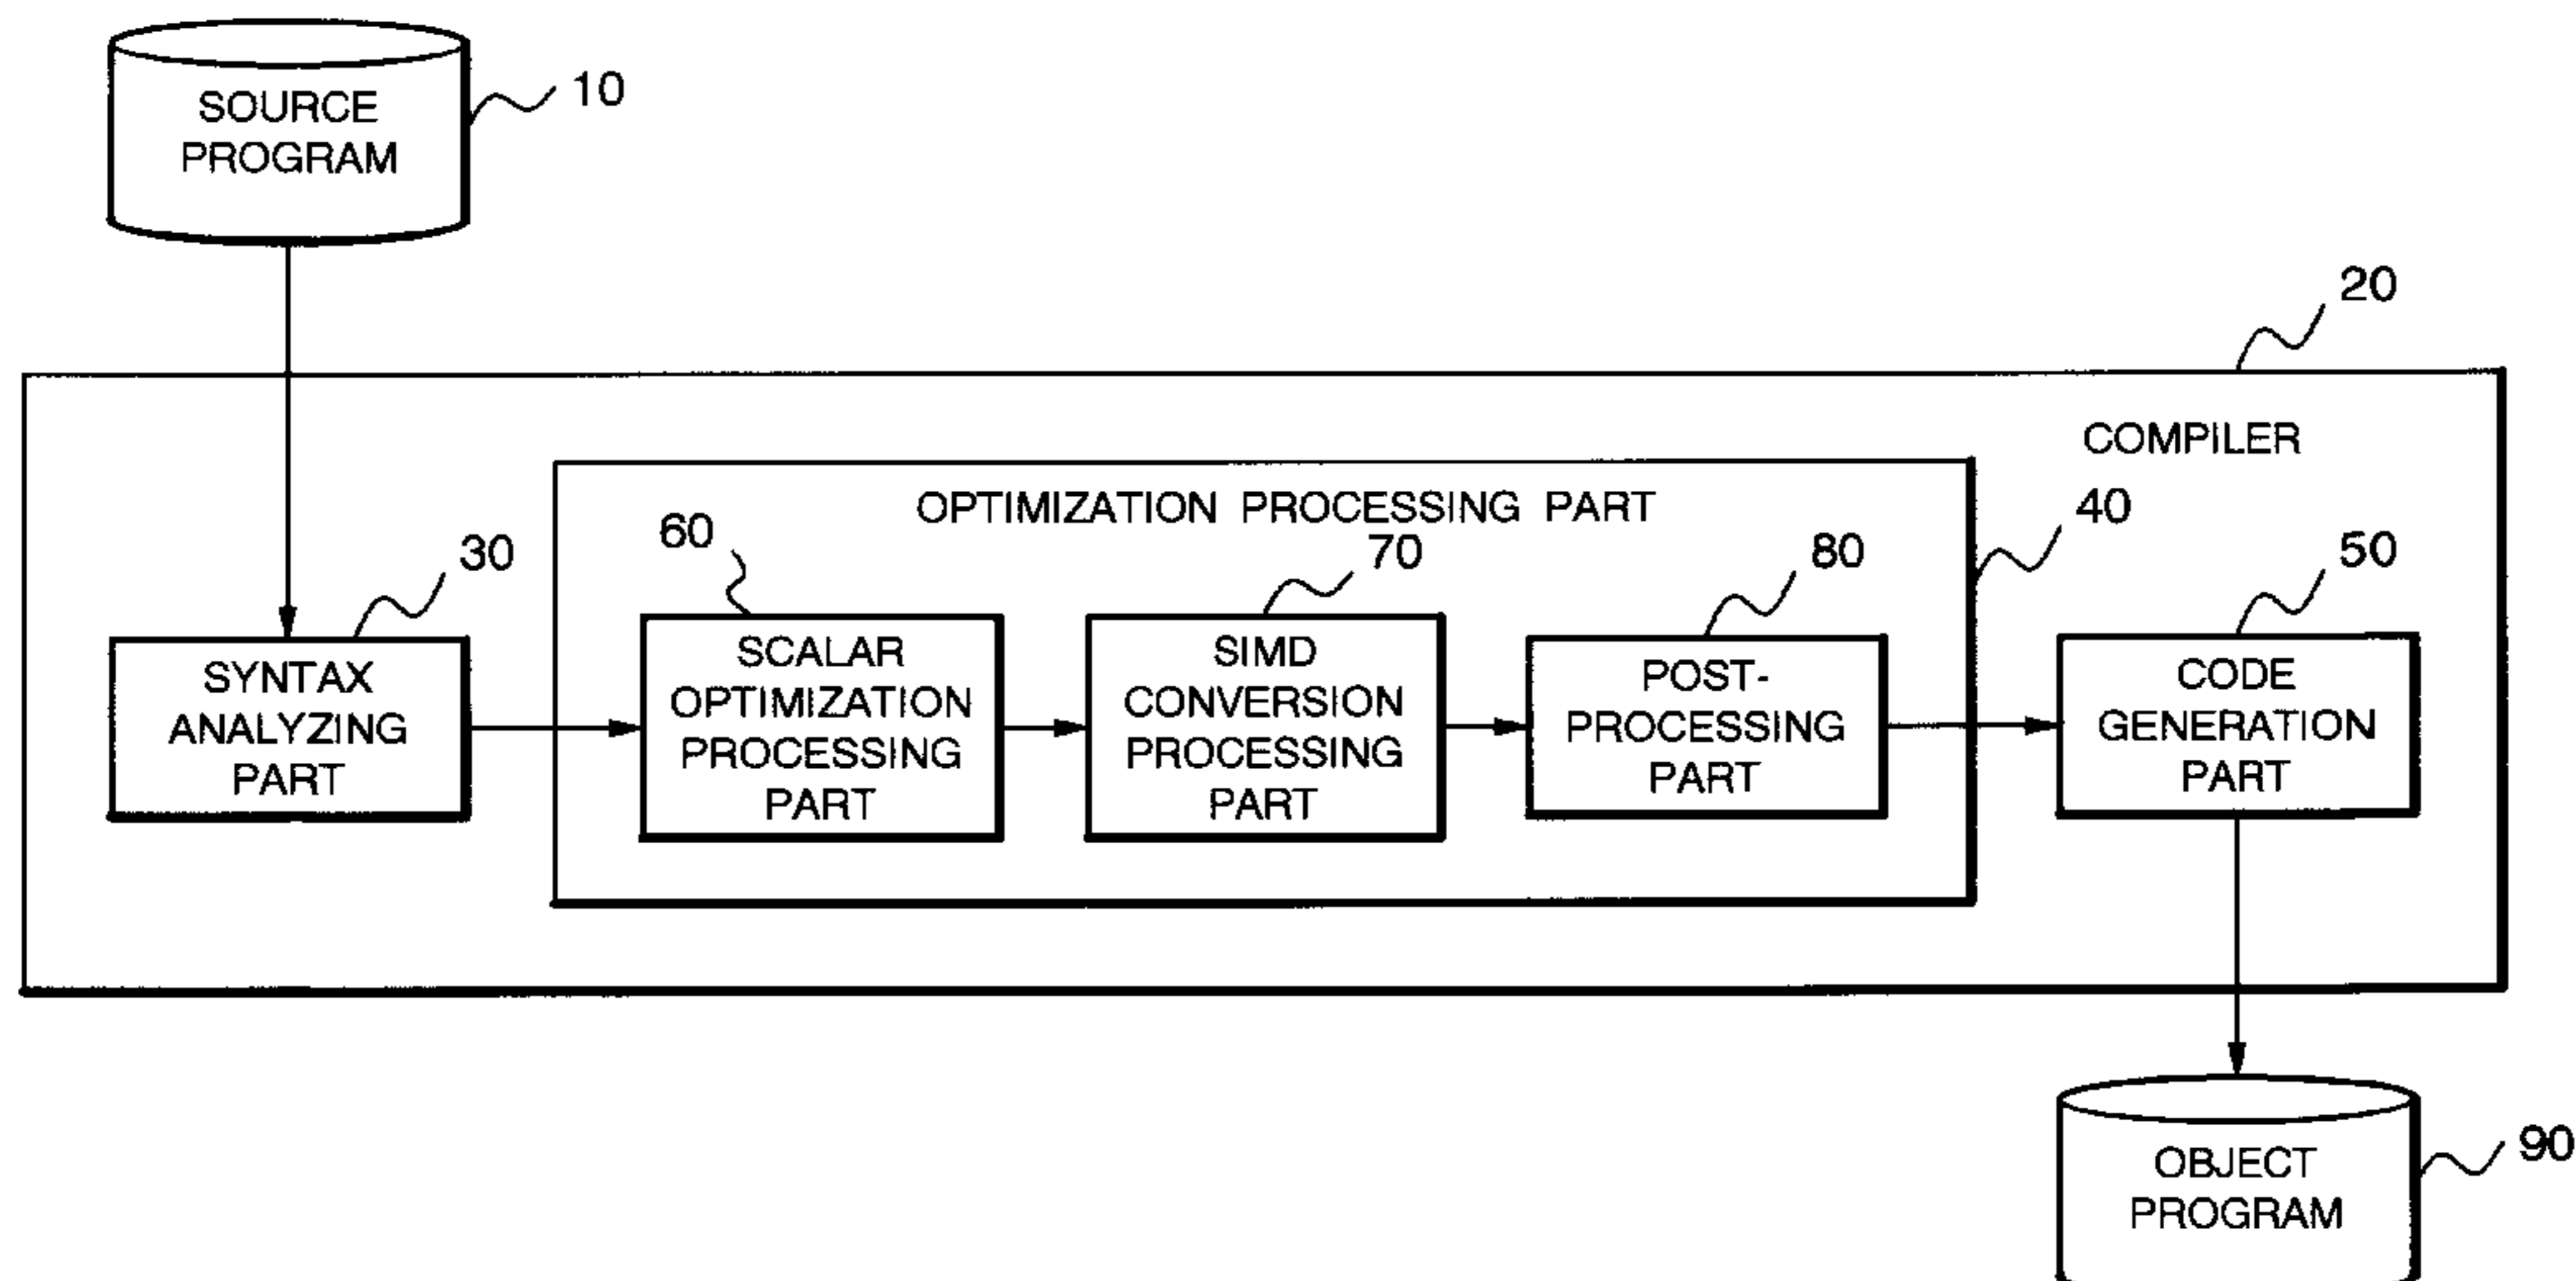 SOURCE
PROGRAM
10
20
COMPILER
OPTIMIZATION PROCESSING PART
40
30
60
70
80
50
SYNTAX
ANALYZING
PART
SCALAR
OPTIMIZATION
PROCESSING
PART
SIMD
CONVERSION
PROCESSING
PART
POST-
PROCESSING
PART
CODE
GENERATION
PART
OBJECT
PROGRAM
90